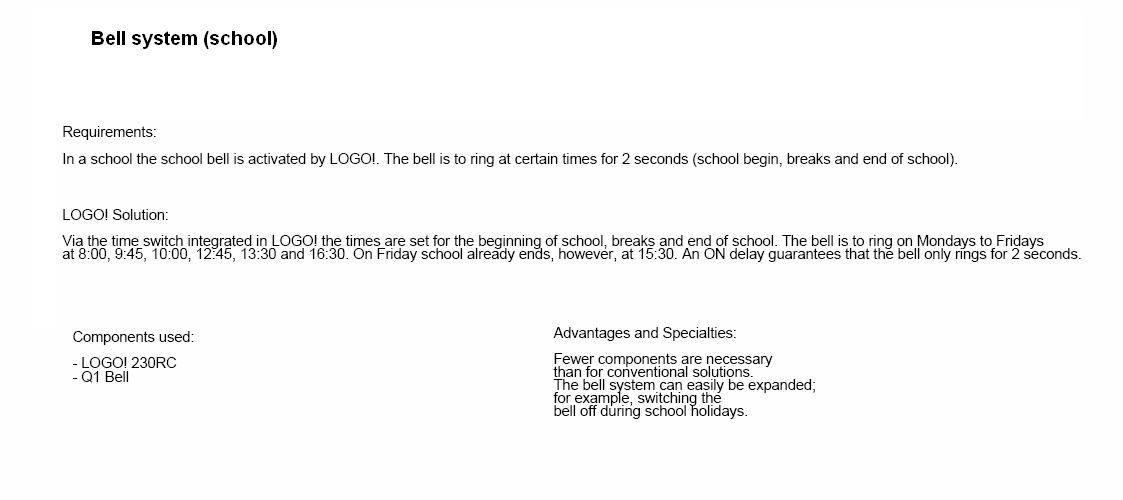 Bell system (school)
Requirements:
In a school the school bell is activated by LOGO!. The bell is to ring at certain times for 2 seconds (school begin, breaks and end of school).
LOGO! Solution:
Via the time switch integrated in LOGO! the times are set for the beginning of school, breaks and end of school. The bell is to ring on Mondays to Fridays
at 8:00, 9:45, 10:00, 12:45, 13:30 and 16:30. On Friday school already ends, however, at 15:30. An ON delay guarantees that the bell only rings for 2 seconds.
Components used:
- LOGO! 230RC
- Q1 Bell
Advantages and Specialties:
Fewer components are necessary
than for conventional solutions.
The bell system can easily be expanded;
for example, switching the
bell off during school holidays.